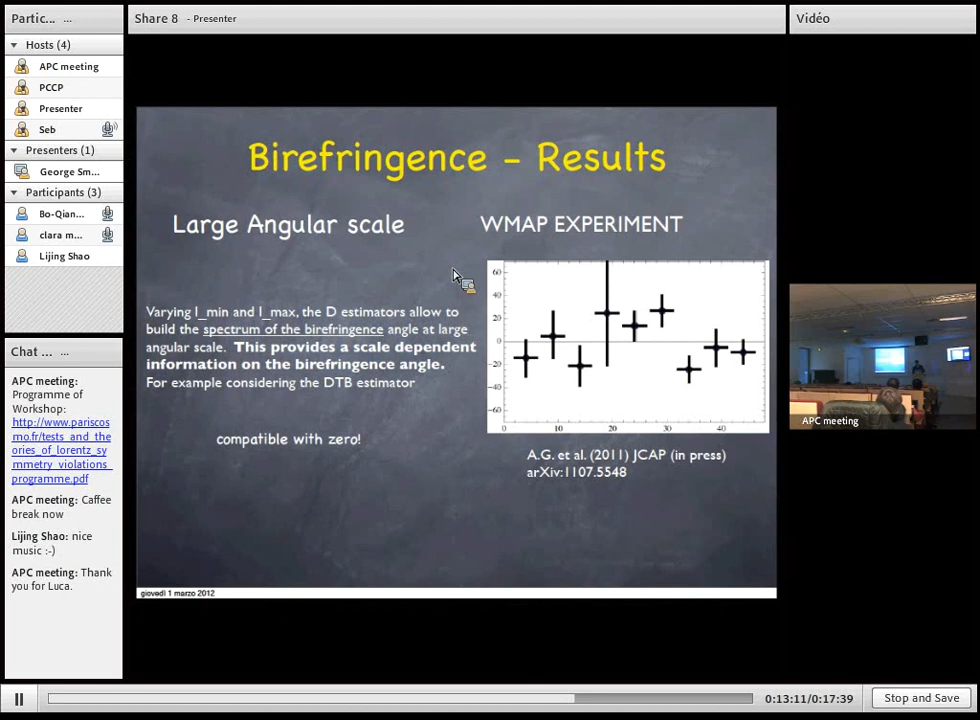 Partic... ...
Hosts (4)
APC meeting
PCCP
Presenter
Seb
Presenters (1)
George Sm...
Participants (3)
Bo-Qian...
clara m...
Lijing Shao
Chat ... ...
APC meeting:
Programme of
Workshop:
http://www.pariscos
mo.fr/tests_and_the
ories_of_lorentz_sy
mmetry_violations_
programme.pdf
APC meeting: Caffee
break now
Lijing Shao: nice
music :-)
APC meeting: Thank
you for Luca.
Share 8 - Presenter
Birefringence - Results
Large Angular scale
WMAP EXPERIMENT
Varying l_min and l_max, the D estimators allow to
build the spectrum of the birefringence angle at large
angular scale. This provides a scale dependent
information on the birefringence angle.
For example considering the DTB estimator
compatible with zero!
60
40
20
0
−20
−40
−60
0 10 20 30 40
A.G. et al. (2011) JCAP (in press)
arXiv:1107.5548
giovedì 1 marzo 2012
Vidéo
APC meeting
0:13:11/0:17:39
Stop and Save